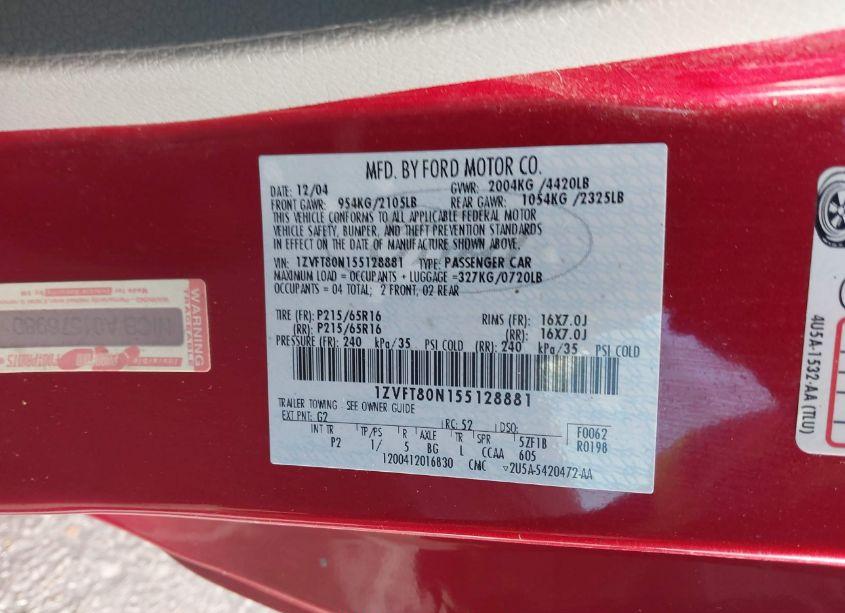 MFD. BY FORD MOTOR CO.
DATE: 12/04 GVWR: 2004KG /4420LB
FRONT GAWR: 954KG/2105LB REAR GAWR: 1054KG /2325LB
THIS VEHICLE CONFORMS TO ALL APPLICABLE FEDERAL MOTOR
VEHICLE SAFETY, BUMPER, AND THEFT PREVENTION STANDARDS
IN EFFECT ON THE DATE OF MANUFACTURE SHOWN ABOVE.
VIN: 1ZVFT80N155128881 TYPE: PASSENGER CAR
MAXIMUM LOAD = OCCUPANTS + LUGGAGE =327KG/0720LB
OCCUPANTS = 04 TOTAL: 2 FRONT, 02 REAR
TIRE (FR): P215/65R16 RIMS (FR): 16X7.0J
(RR): P215/65R16 (RR): 16X7.0J
PRESSURE (FR): 240 kPa/35 PSI COLD (RR): 240 kPa/35 PSI COLD
1ZVFT80N155128881
TRAILER TOWING SEE OWNER GUIDE
EXT PNT: G2 RC: 52 DSO: F0062
INT TR TP/PS R AXLE TR SPR 5ZF1B R0198
P2 1/ 5 BG L CCAA 605
1200412016830 CMC 2U5A-5420472-AA
WARNING
4U5A-1532-AA (TLU)